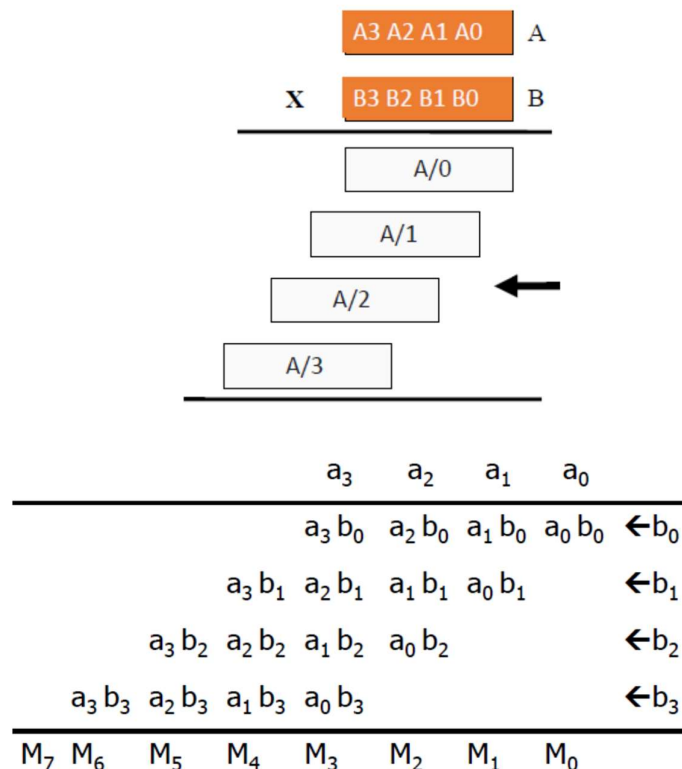 A3 A2 A1 A0 A
X B3 B2 B1 B0 B
A/0
A/1
A/2
A/3
a₃ a₂ a₁ a₀
a₃ b₀ a₂ b₀ a₁ b₀ a₀ b₀ ←b₀
a₃ b₁ a₂ b₁ a₁ b₁ a₀ b₁ ←b₁
a₃ b₂ a₂ b₂ a₁ b₂ a₀ b₂ ←b₂
a₃ b₃ a₂ b₃ a₁ b₃ a₀ b₃ ←b₃
M₇ M₆ M₅ M₄ M₃ M₂ M₁ M₀